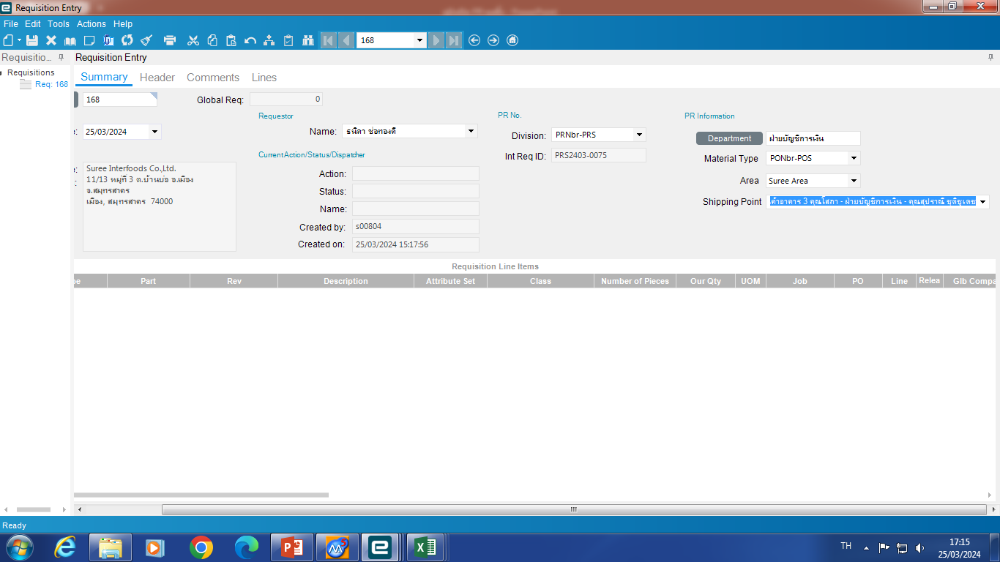 Requisition Entry
File Edit Tools Actions Help
168
Requisitio...
Requisition Entry
Requisitions
Req: 168
Summary Header Comments Lines
168
Global Req: 0
Requestor
PR No.
PR Information
Name: ธนิดา ช่อทองดี
Division: PRNbr-PRS
Department ฝ่ายบัญชีการเงิน
e: 25/03/2024
Current Action/Status/Dispatcher
Int Req ID: PRS2403-0075
Material Type PONbr-POS
Action:
Area Suree Area
Status:
Shipping Point ค้าอาคาร 3 คุณโสภา - ฝ่ายบัญชีการเงิน - คุณสุปราณี ชุติชูเดช
Name:
Created by: s00804
Created on: 25/03/2024 15:17:56
e:
:
Suree Interfoods Co.,Ltd.
11/13 หมู่ที่ 3 ต.บ้านบ่อ อ.เมือง
จ.สมุทรสาคร
เมือง, สมุทรสาคร 74000
Requisition Line Items
pe Part Rev Description Attribute Set Class Number of Pieces Our Qty UOM Job PO Line Relea Glb Compa
Ready
TH
17:15
25/03/2024